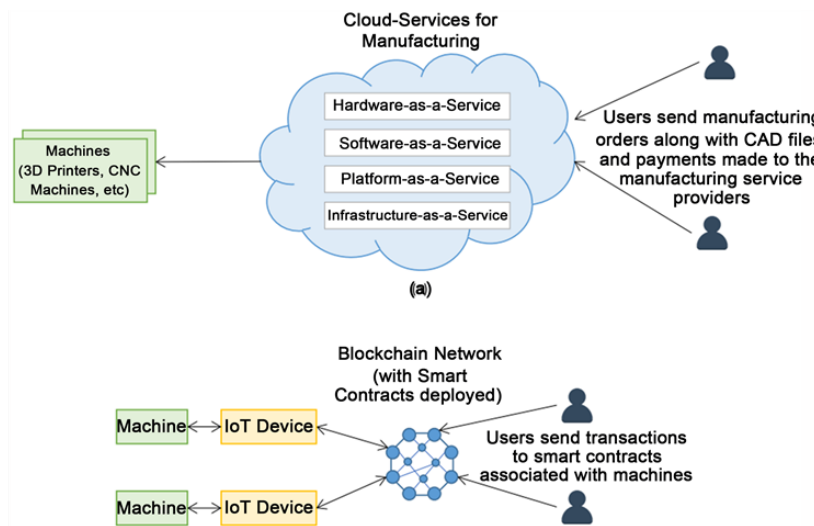 Cloud-Services for
Manufacturing
Hardware-as-a-Service
Software-as-a-Service
Platform-as-a-Service
Infrastructure-as-a-Service
Machines
(3D Printers, CNC
Machines, etc)
Users send manufacturing
orders along with CAD files
and payments made to the
manufacturing service
providers
(a)
Blockchain Network
(with Smart
Contracts deployed)
Machine
IoT Device
Users send transactions
to smart contracts
associated with machines
Machine
IoT Device